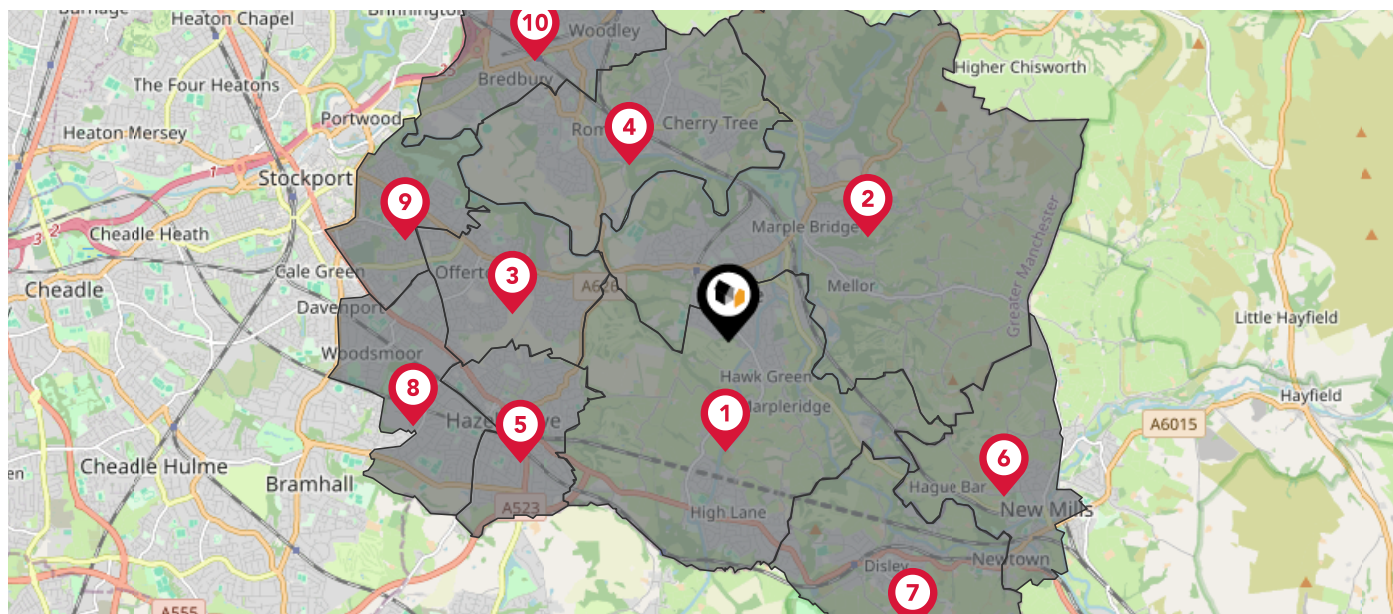 Heaton Chapel
10
Woodley
Higher Chisworth
Bredbury
The Four Heatons
Portwood
4
Cherry Tree
Heaton Mersey
1
Stockport
9
2
3 2
Cheadle Heath
Marple Bridge
Greater Manchester
Cale Green
3
A626
Mellor
Cheadle
Davenport
Little Hayfield
Woodsmoor
Hawk Green
8
Hayfield
1
5
A6015
6
Cheadle Hulme
Bramhall
Hague Bar
A523
High Lane
New Mills
Newtown
Disley
7
A555